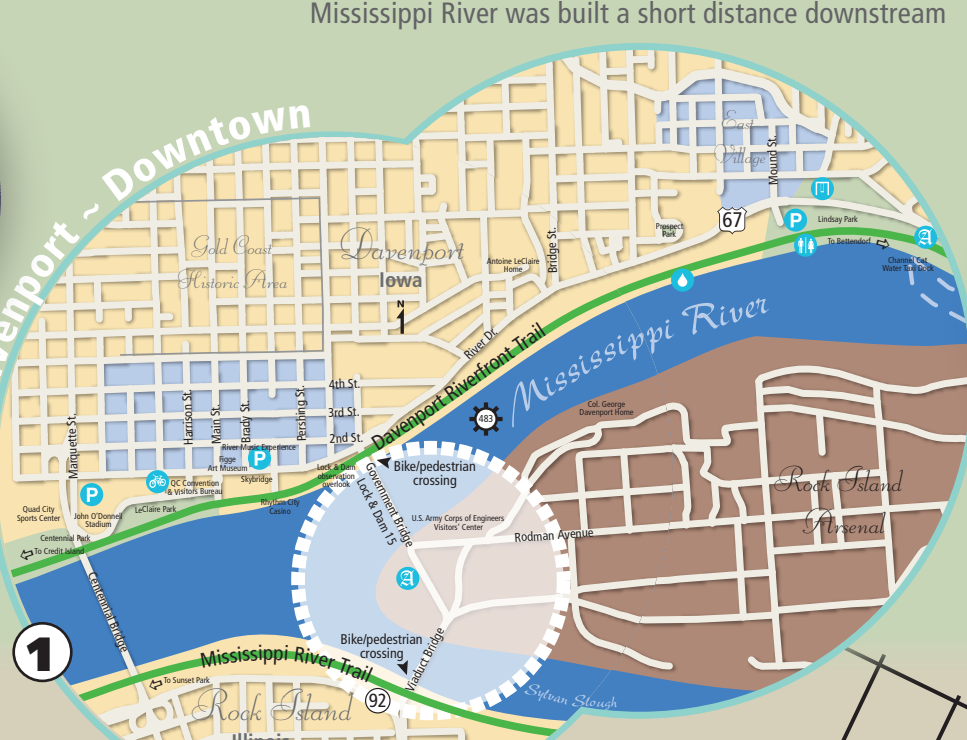 Mississippi River was built a short distance downstream
venport ~ Downtown
East
Village
Mound St.
67
P
Lindsay Park
To Bettendorf
Channel Cat
Water Taxi Dock
Prospect
Park
Bridge St.
Gold Coast
Historic Area
Davenport
Iowa
Antoine LeClaire
Home
N
1
River Dr.
Davenport Riverfront Trail
Mississippi River
483
Col. George
Davenport Home
4th St.
3rd St.
2nd St.
Marquette St.
Harrison St.
Main St.
Brady St.
Pershing St.
River Music Experience
Figge
Art Museum
P
Skybridge
QC Convention
& Visitors Bureau
P
Quad City
Sports Center
John O'Donnell
Stadium
LeClaire Park
Rhythm City
Casino
Lock & Dam
observation
overlook
Centennial Park
To Credit Island
Bike/pedestrian
crossing
Government Bridge
Lock & Dam 15
U.S. Army Corps of Engineers
Visitors' Center
Rodman Avenue
Rock Island
Arsenal
Centennial Bridge
1
Mississippi River Trail
To Sunset Park
Bike/pedestrian
crossing
Viaduct Bridge
92
Sylvan Slough
Rock Island
Illinois